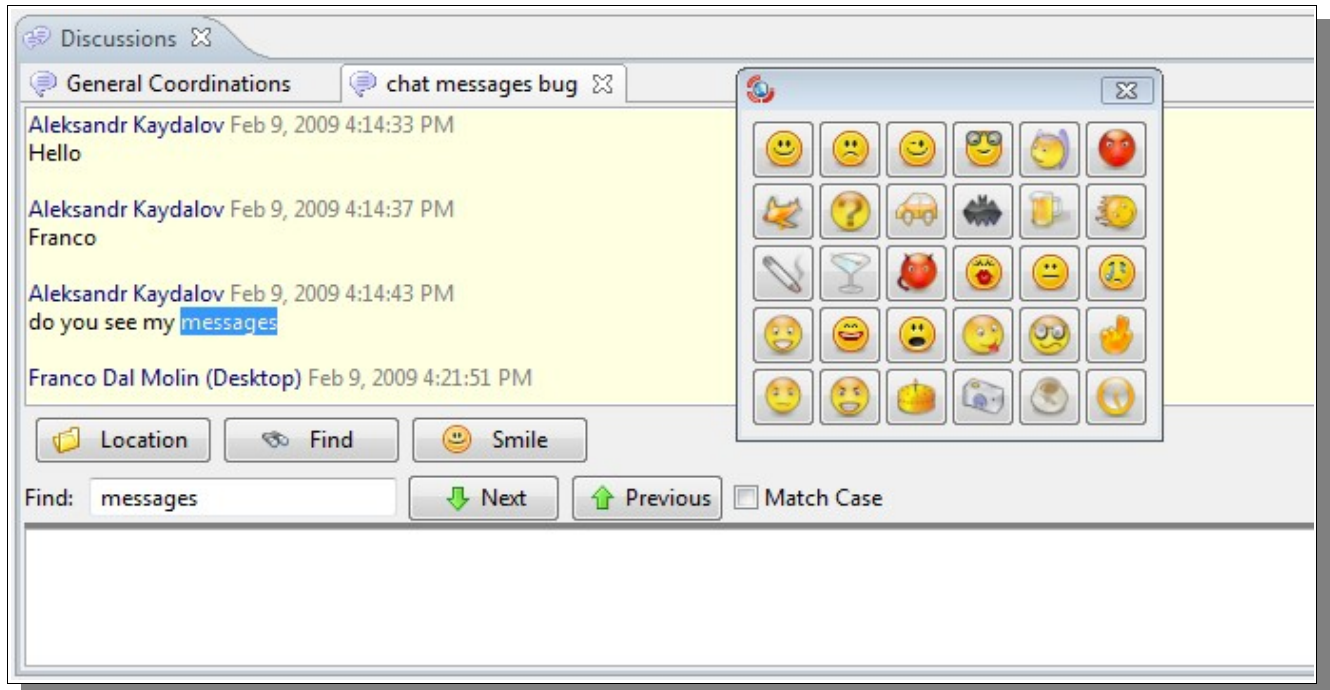 Discussions
General Coordinations
chat messages bug
Aleksandr Kaydalov Feb 9, 2009 4:14:33 PM
Hello
Aleksandr Kaydalov Feb 9, 2009 4:14:37 PM
Franco
Aleksandr Kaydalov Feb 9, 2009 4:14:43 PM
do you see my messages
Franco Dal Molin (Desktop) Feb 9, 2009 4:21:51 PM
Location Find Smile
Find: messages Next Previous Match Case